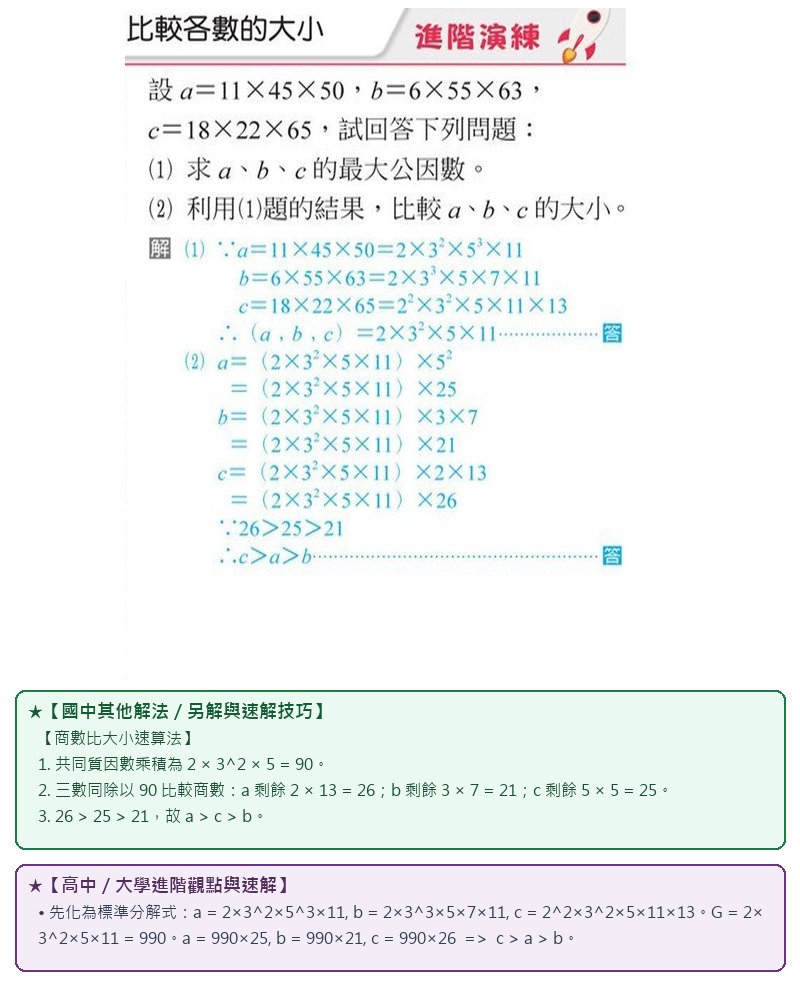 比較各數的大小
進階演練
設 a=11×45×50，b=6×55×63，
c=18×22×65，試回答下列問題：
⑴ 求 a、b、c 的最大公因數。
⑵ 利用⑴題的結果，比較 a、b、c 的大小。
解 ⑴ ∵a=11×45×50=2×3²×5³×11
b=6×55×63=2×3³×5×7×11
c=18×22×65=2²×3²×5×11×13
∴（a , b , c）=2×3²×5×11………………答
⑵ a=（2×3²×5×11）×5²
=（2×3²×5×11）×25
b=（2×3²×5×11）×3×7
=（2×3²×5×11）×21
c=（2×3²×5×11）×2×13
=（2×3²×5×11）×26
∵26＞25＞21
∴c＞a＞b………………………………………………答
★【國中其他解法 / 另解與速解技巧】
【商數比大小速算法】
1. 共同質因數乘積為 2 × 3^2 × 5 = 90。
2. 三數同除以 90 比較商數：a 剩餘 2 × 13 = 26；b 剩餘 3 × 7 = 21；c 剩餘 5 × 5 = 25。
3. 26 > 25 > 21，故 a > c > b。
★【高中 / 大學進階觀點與速解】
• 先化為標準分解式：a = 2×3^2×5^3×11, b = 2×3^3×5×7×11, c = 2^2×3^2×5×11×13。G = 2×
3^2×5×11 = 990。a = 990×25, b = 990×21, c = 990×26 => c > a > b。